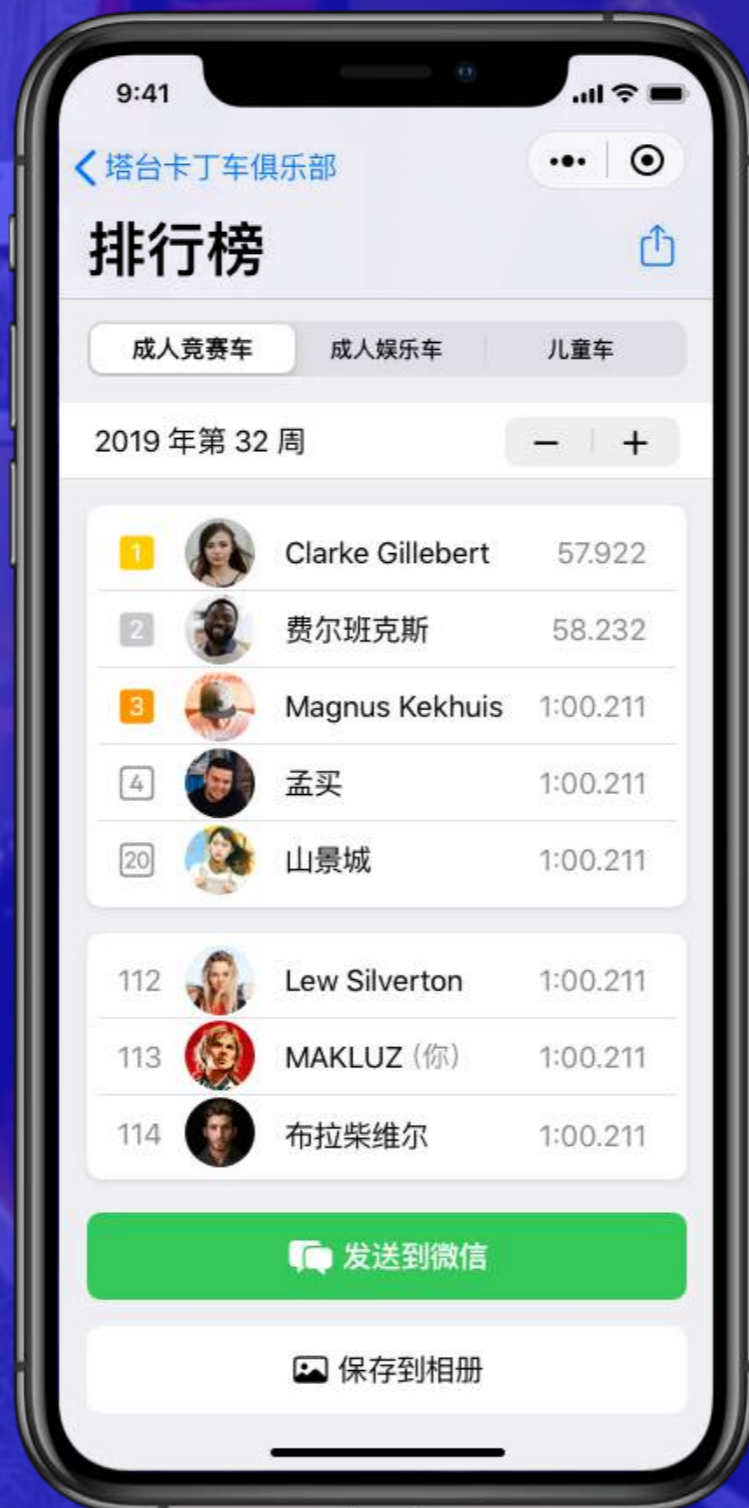 9:41
塔台卡丁车俱乐部
排行榜
成人竞赛车 成人娱乐车 儿童车
2019 年第 32 周
1 Clarke Gillebert 57.922
2 费尔班克斯 58.232
3 Magnus Kekhuis 1:00.211
4 孟买 1:00.211
20 山景城 1:00.211
112 Lew Silverton 1:00.211
113 MAKLUZ（你） 1:00.211
114 布拉柴维尔 1:00.211
发送到微信
保存到相册